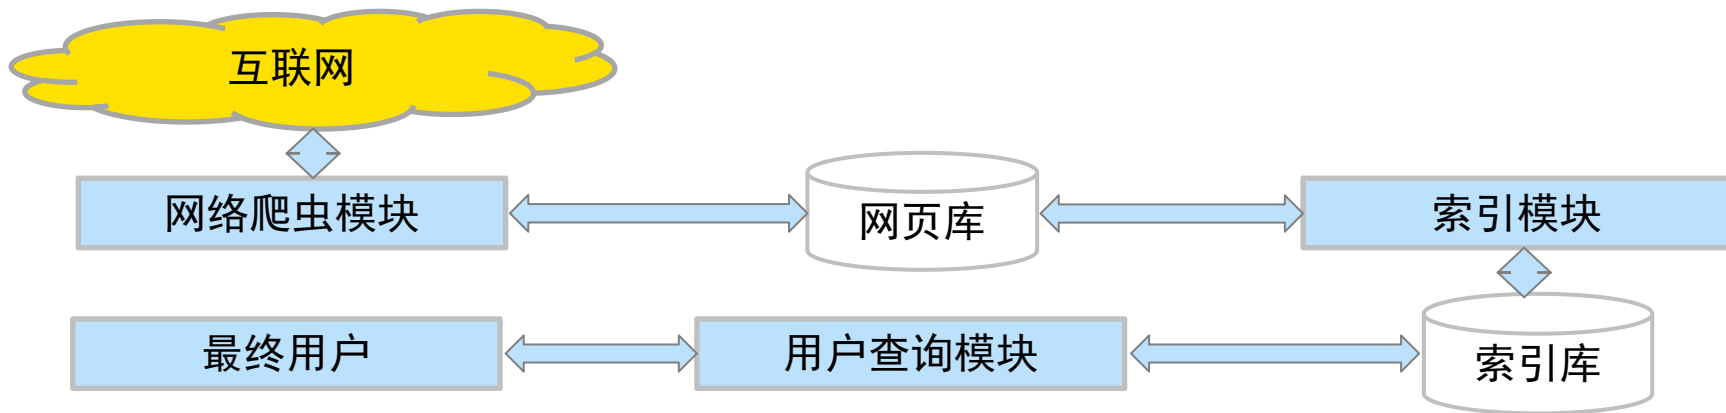 互联网
网络爬虫模块
网页库
索引模块
最终用户
用户查询模块
索引库